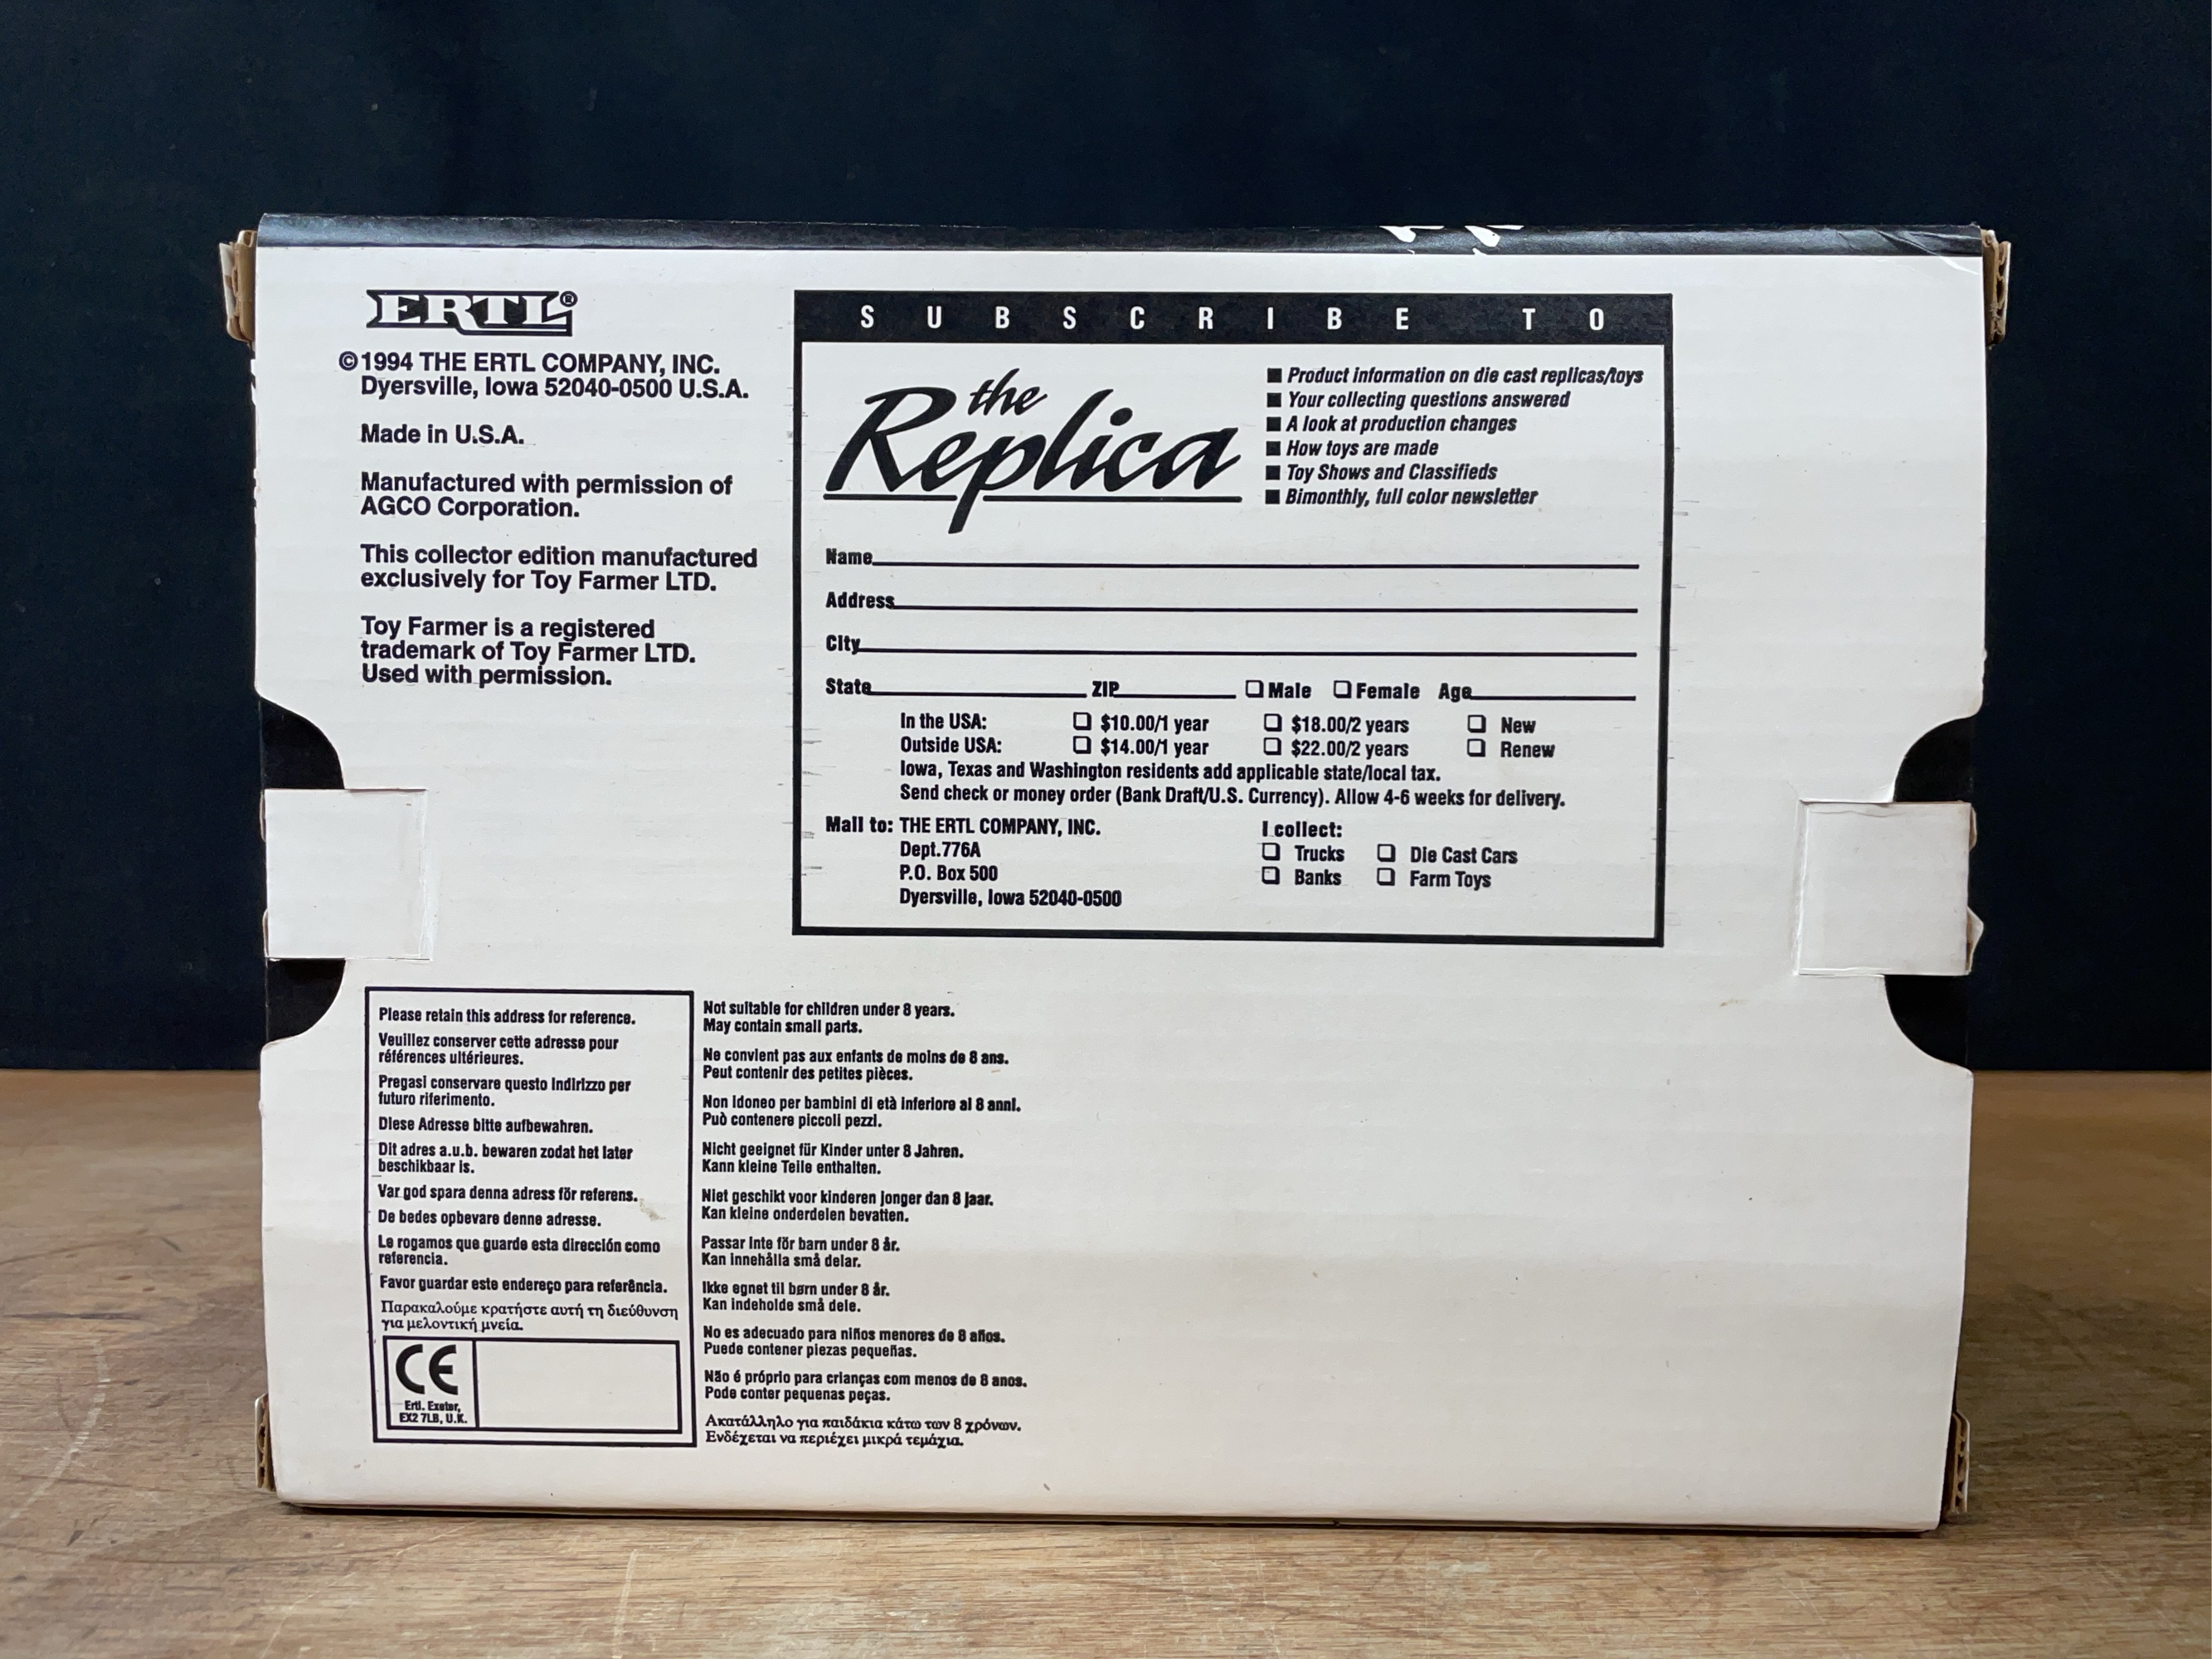 ERTL®
©1994 THE ERTL COMPANY, INC.
Dyersville, Iowa 52040-0500 U.S.A.
Made in U.S.A.
Manufactured with permission of
AGCO Corporation.
This collector edition manufactured
exclusively for Toy Farmer LTD.
Toy Farmer is a registered
trademark of Toy Farmer LTD.
Used with permission.
SUBSCRIBE TO
the
Replica
Product information on die cast replicas/toys
Your collecting questions answered
A look at production changes
How toys are made
Toy Shows and Classifieds
Bimonthly, full color newsletter
Name
Address
City
State ZIP Male Female Age
In the USA: $10.00/1 year $18.00/2 years New
Outside USA: $14.00/1 year $22.00/2 years Renew
Iowa, Texas and Washington residents add applicable state/local tax.
Send check or money order (Bank Draft/U.S. Currency). Allow 4-6 weeks for delivery.
Mail to: THE ERTL COMPANY, INC.
Dept.776A
P.O. Box 500
Dyersville, Iowa 52040-0500
I collect:
Trucks Die Cast Cars
Banks Farm Toys
Please retain this address for reference.
Veuillez conserver cette adresse pour
références ultérieures.
Pregasi conservare questo indirizzo per
futuro riferimento.
Diese Adresse bitte aufbewahren.
Dit adres a.u.b. bewaren zodat het later
beschikbaar is.
Var god spara denna adress för referens.
De bedes opbevare denne adresse.
Le rogamos que guarde esta dirección como
referencia.
Favor guardar este endereço para referência.
Παρακαλούμε κρατήστε αυτή τη διεύθυνση
για μελοντική μνεία.
CE
Ertl. Exeter,
EX2 7LB, U.K.
Not suitable for children under 8 years.
May contain small parts.
Ne convient pas aux enfants de moins de 8 ans.
Peut contenir des petites pièces.
Non idoneo per bambini di età inferiore ai 8 anni.
Può contenere piccoli pezzi.
Nicht geeignet für Kinder unter 8 Jahren.
Kann kleine Teile enthalten.
Niet geschikt voor kinderen jonger dan 8 jaar.
Kan kleine onderdelen bevatten.
Passar inte för barn under 8 år.
Kan innehålla små delar.
Ikke egnet til børn under 8 år.
Kan indeholde små dele.
No es adecuado para niños menores de 8 años.
Puede contener piezas pequeñas.
Não é próprio para crianças com menos de 8 anos.
Pode conter pequenas peças.
Ακατάλληλο για παιδάκια κάτω των 8 χρόνων.
Ενδέχεται να περιέχει μικρά τεμάχια.